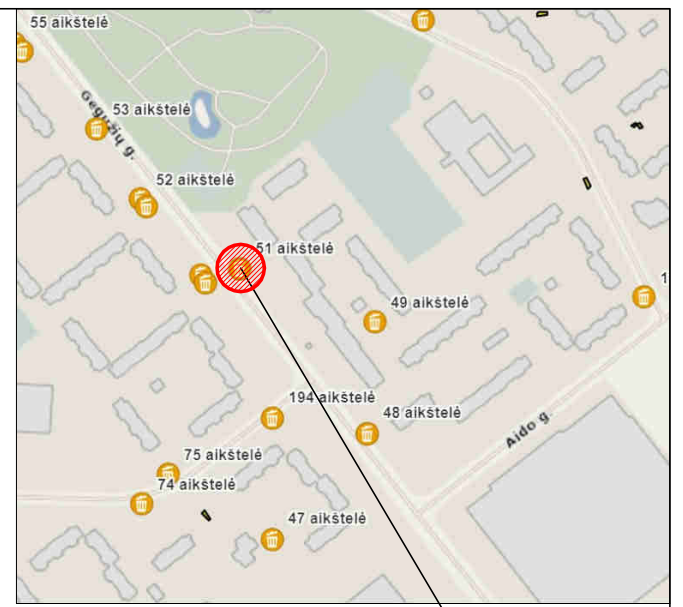 55 aikštelė
53 aikštelė
Gegužių g.
52 aikštelė
51 aikštelė
1
49 aikštelė
194 aikštelė
48 aikštelė
Aido g.
75 aikštelė
74 aikštelė
47 aikštelė